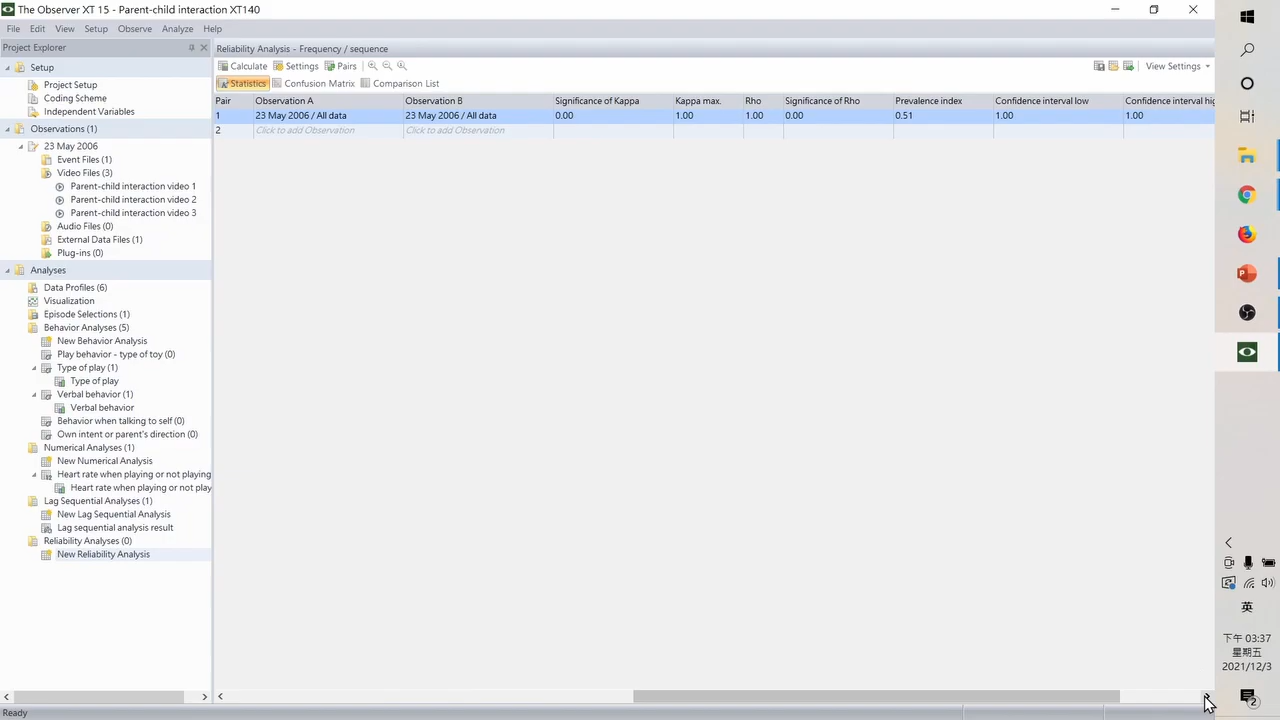 The Observer XT 15 - Parent-child interaction XT140
File Edit View Setup Observe Analyze Help
Project Explorer
Setup
Project Setup
Coding Scheme
Independent Variables
Observations (1)
23 May 2006
Event Files (1)
Video Files (3)
Parent-child interaction video 1
Parent-child interaction video 2
Parent-child interaction video 3
Audio Files (0)
External Data Files (1)
Plug-ins (0)
Analyses
Data Profiles (6)
Visualization
Episode Selections (1)
Behavior Analyses (5)
New Behavior Analysis
Play behavior - type of toy (0)
Type of play (1)
Type of play
Verbal behavior (1)
Verbal behavior
Behavior when talking to self (0)
Own intent or parent's direction (0)
Numerical Analyses (1)
New Numerical Analysis
Heart rate when playing or not playing
Heart rate when playing or not play
Lag Sequential Analyses (1)
New Lag Sequential Analysis
Lag sequential analysis result
Reliability Analyses (0)
New Reliability Analysis
Reliability Analysis - Frequency / sequence
Calculate Settings Pairs View Settings
Statistics Confusion Matrix Comparison List
Pair Observation A Observation B Significance of Kappa Kappa max. Rho Significance of Rho Prevalence index Confidence interval low Confidence interval hig
1 23 May 2006 / All data 23 May 2006 / All data 0.00 1.00 1.00 0.00 0.51 1.00 1.00
2 Click to add Observation Click to add Observation
Ready
英
下午 03:37
星期五
2021/12/3
2